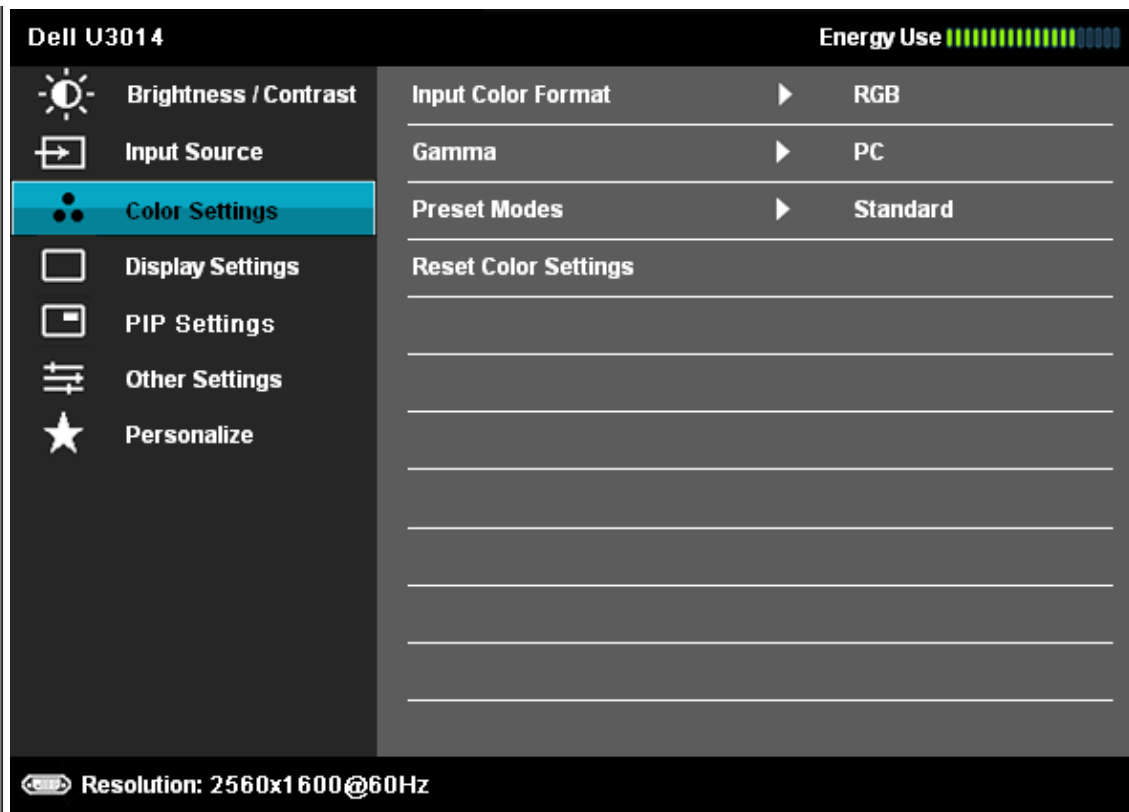 Dell U3014 Energy Use
Brightness / Contrast Input Color Format RGB
Input Source Gamma PC
Color Settings Preset Modes Standard
Display Settings Reset Color Settings
PIP Settings
Other Settings
Personalize
Resolution: 2560x1600@60Hz